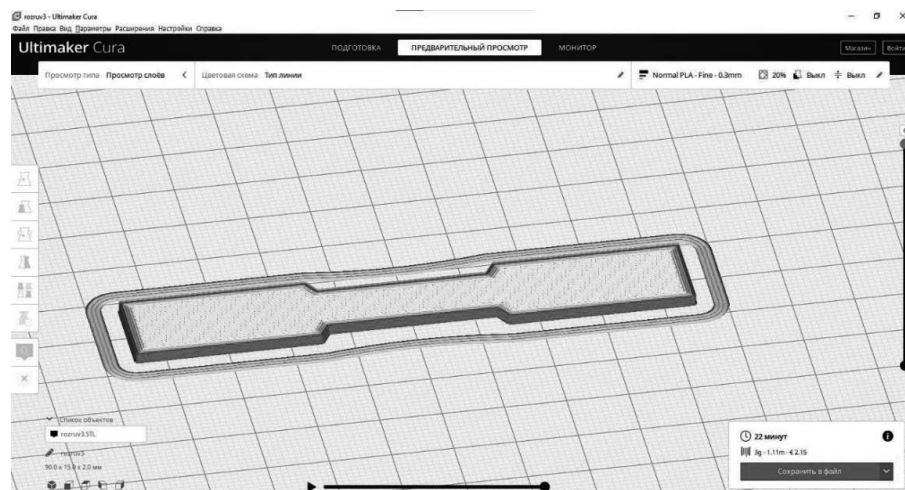 rozruv3 - Ultimaker Cura
Файл Правка Вид Параметры Расширения Настройки Справка
Ultimaker Cura ПОДГОТОВКА ПРЕДВАРИТЕЛЬНЫЙ ПРОСМОТР МОНИТОР Магазин Войти
Просмотр типа Просмотр слоёв Цветовая схема Тип линии Normal PLA - Fine - 0.3mm 20% Выкл Выкл
Список объектов
rozruv3.STL
rozruv3
90.0 x 15.0 x 2.0 мм
22 минут
3g · 1.11m · € 2.15
Сохранить в файл